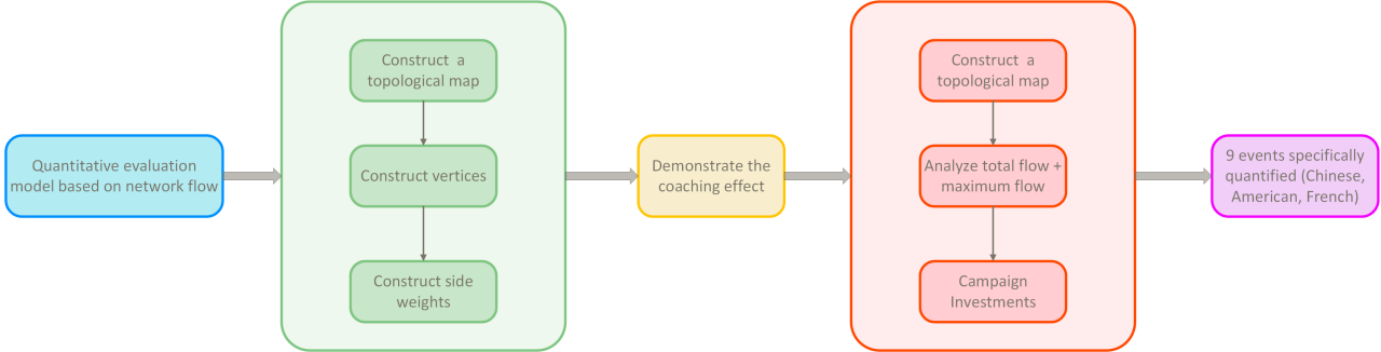 Quantitative evaluation
model based on network flow
Construct a
topological map
Construct vertices
Construct side
weights
Demonstrate the
coaching effect
Construct a
topological map
Analyze total flow +
maximum flow
Campaign
Investments
9 events specifically
quantified (Chinese,
American, French)